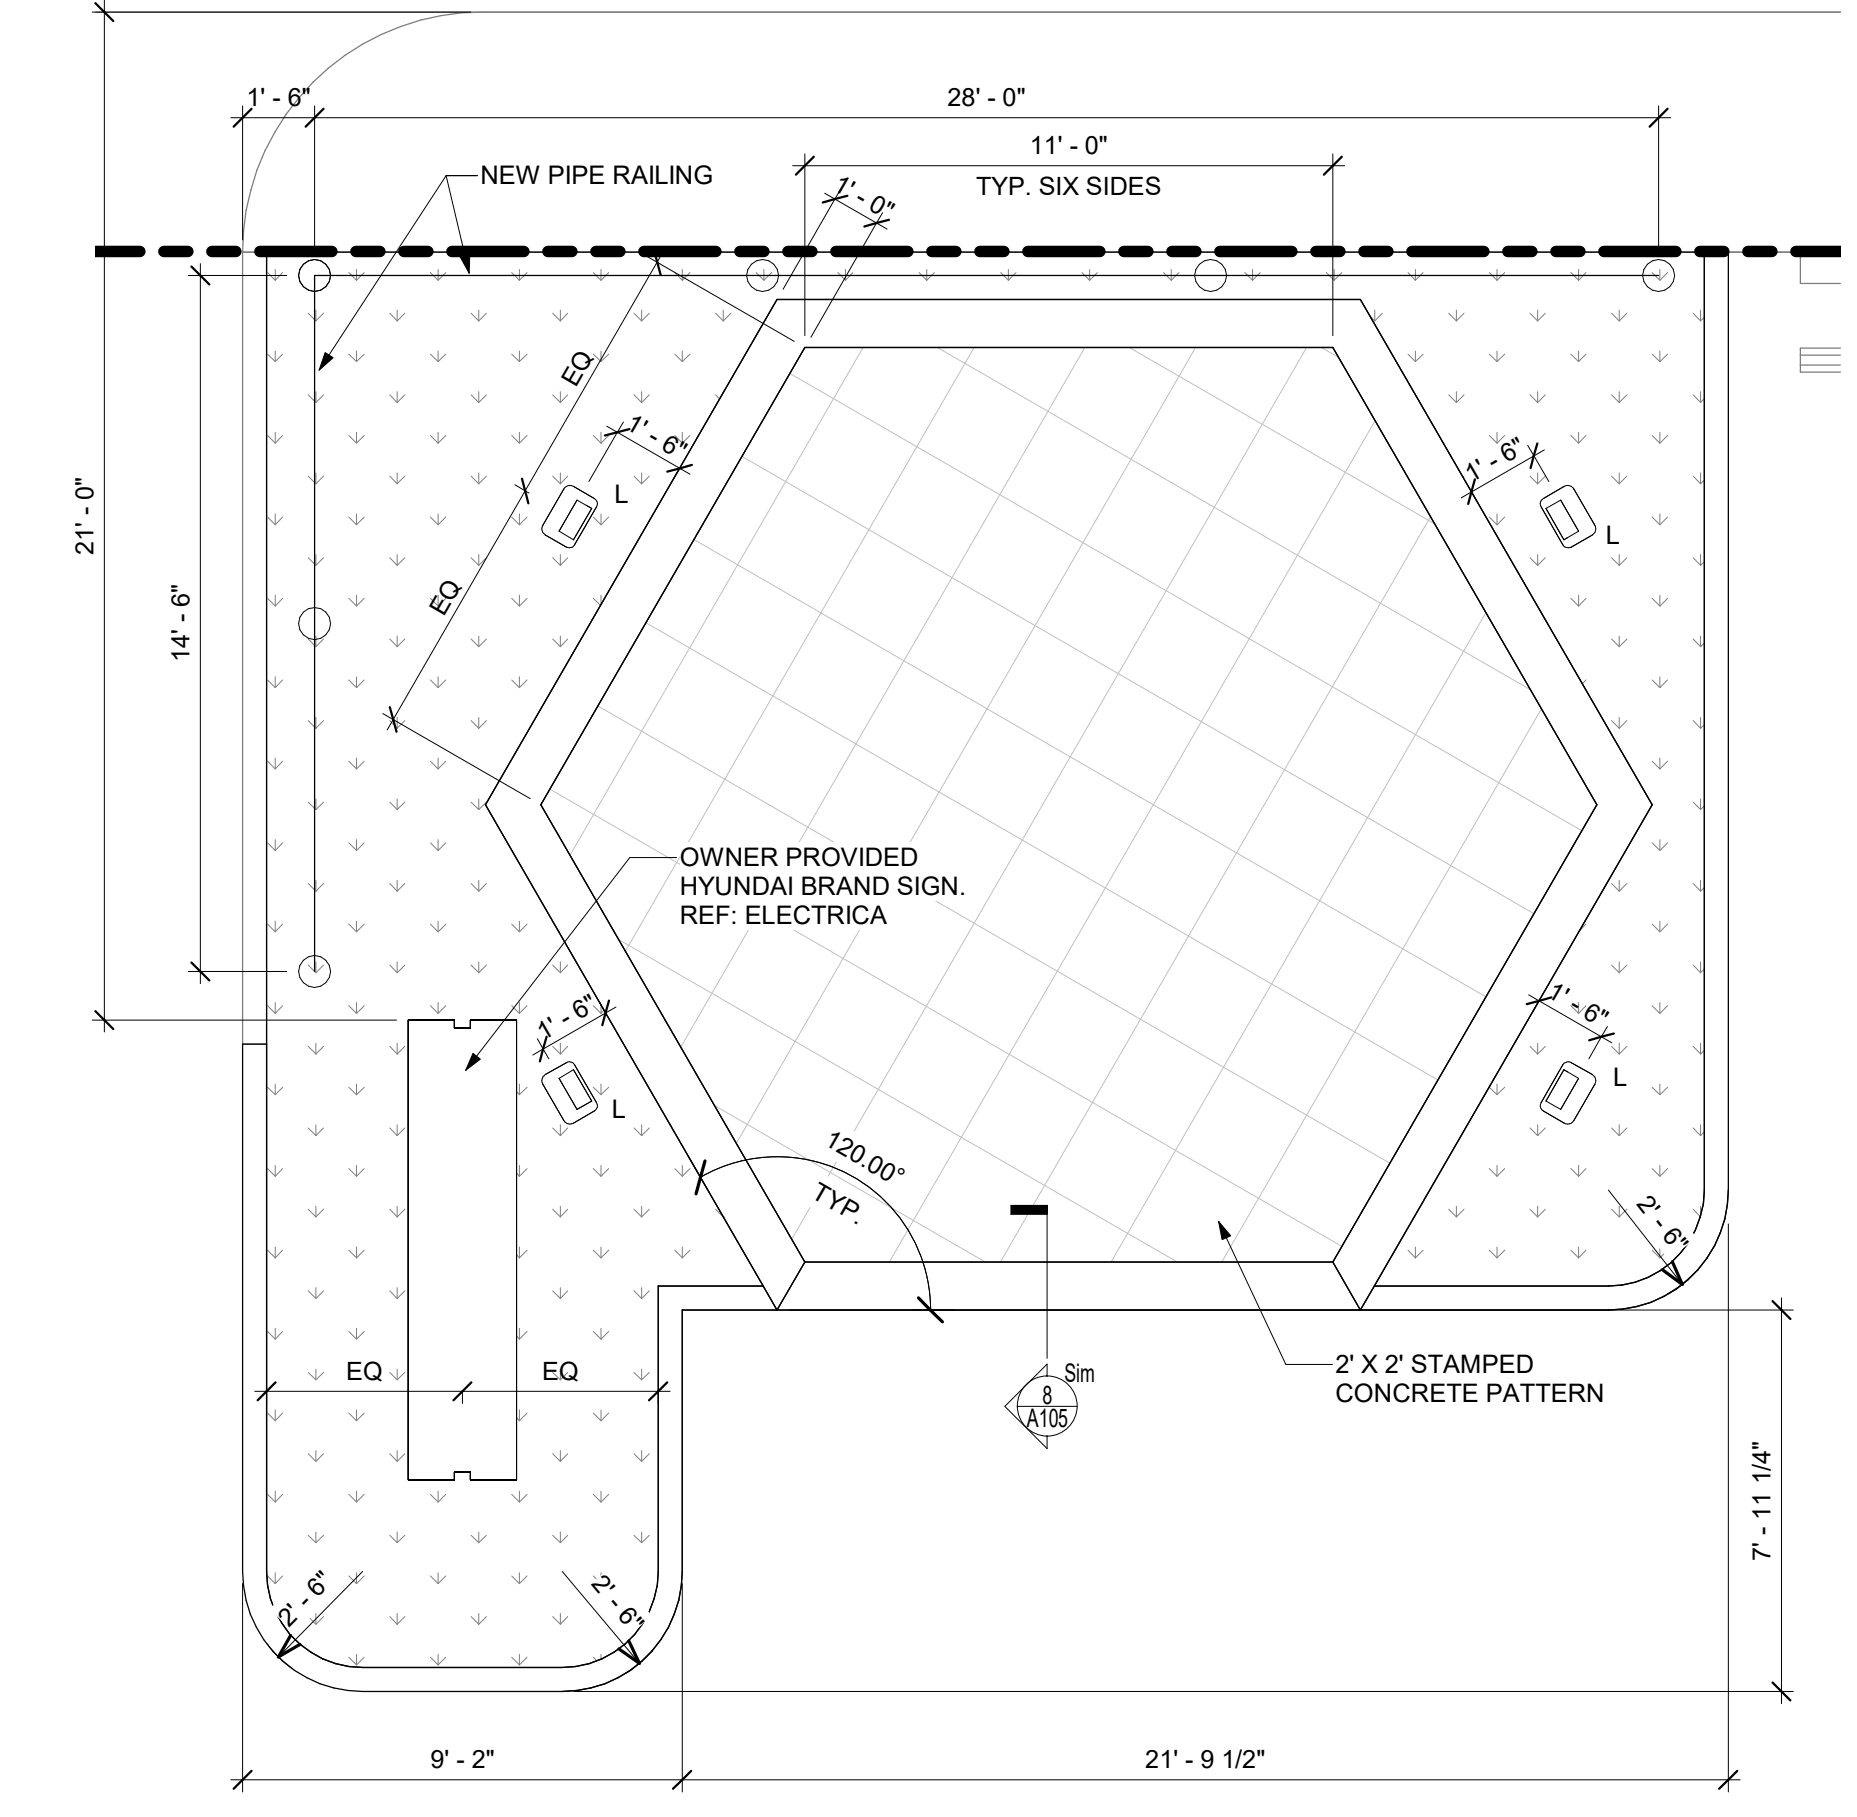 1' - 6"
28' - 0"
11' - 0"
TYP. SIX SIDES
NEW PIPE RAILING
1' - 0"
EQ
1' - 6"
L
1' - 6"
L
21' - 0"
14' - 6"
EQ
OWNER PROVIDED
HYUNDAI BRAND SIGN.
REF: ELECTRICA
1' - 6"
L
1' - 6"
L
120.00°
TYP.
2' - 6"
EQ
EQ
Sim
8
A105
2' X 2' STAMPED
CONCRETE PATTERN
7' - 11 1/4"
2' - 6"
2' - 6"
9' - 2"
21' - 9 1/2"